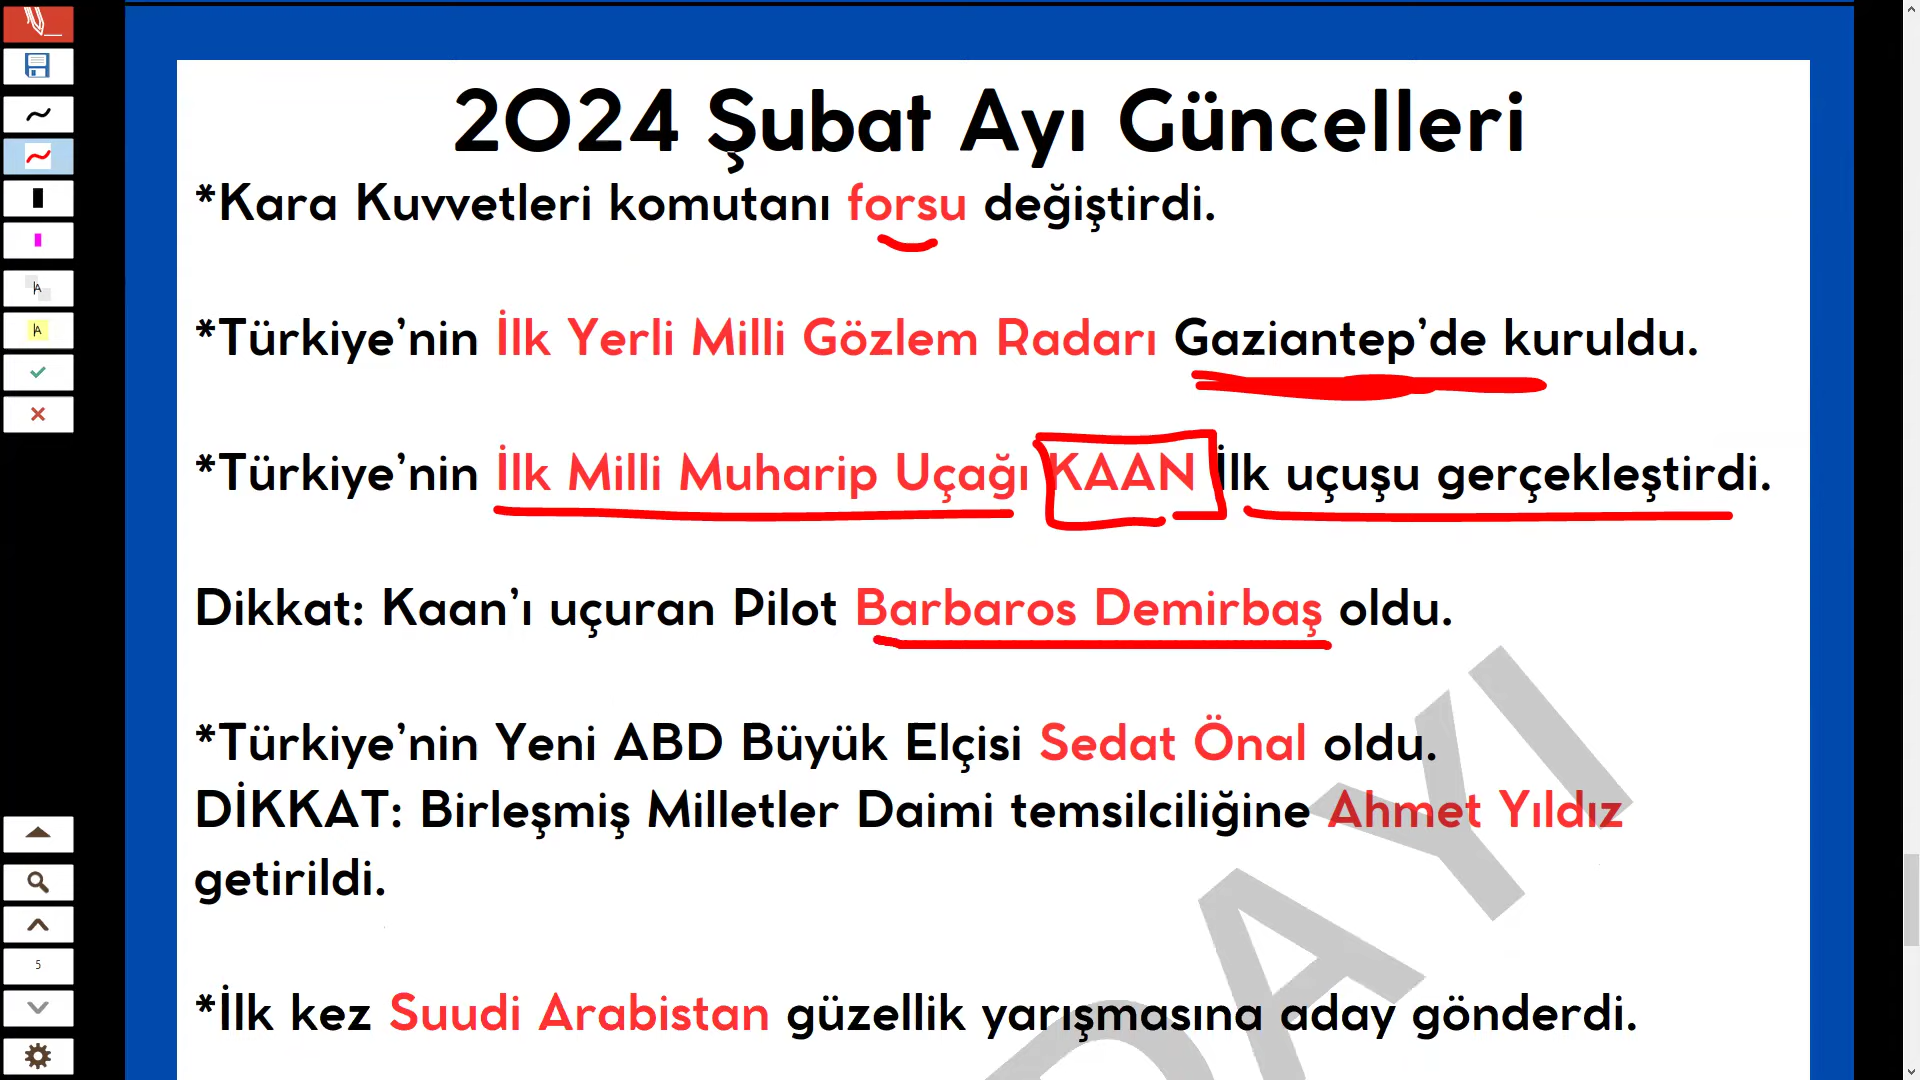 2024 Şubat Ayı Güncelleri
*Kara Kuvvetleri komutanı forsu değiştirdi.
*Türkiye’nin İlk Yerli Milli Gözlem Radarı Gaziantep’de kuruldu.
*Türkiye’nin İlk Milli Muharip Uçağı KAAN İlk uçuşu gerçekleştirdi.
Dikkat: Kaan’ı uçuran Pilot Barbaros Demirbaş oldu.
*Türkiye’nin Yeni ABD Büyük Elçisi Sedat Önal oldu.
DİKKAT: Birleşmiş Milletler Daimi temsilciliğine Ahmet Yıldız
getirildi.
*İlk kez Suudi Arabistan güzellik yarışmasına aday gönderdi.
DAYI
A
A
5